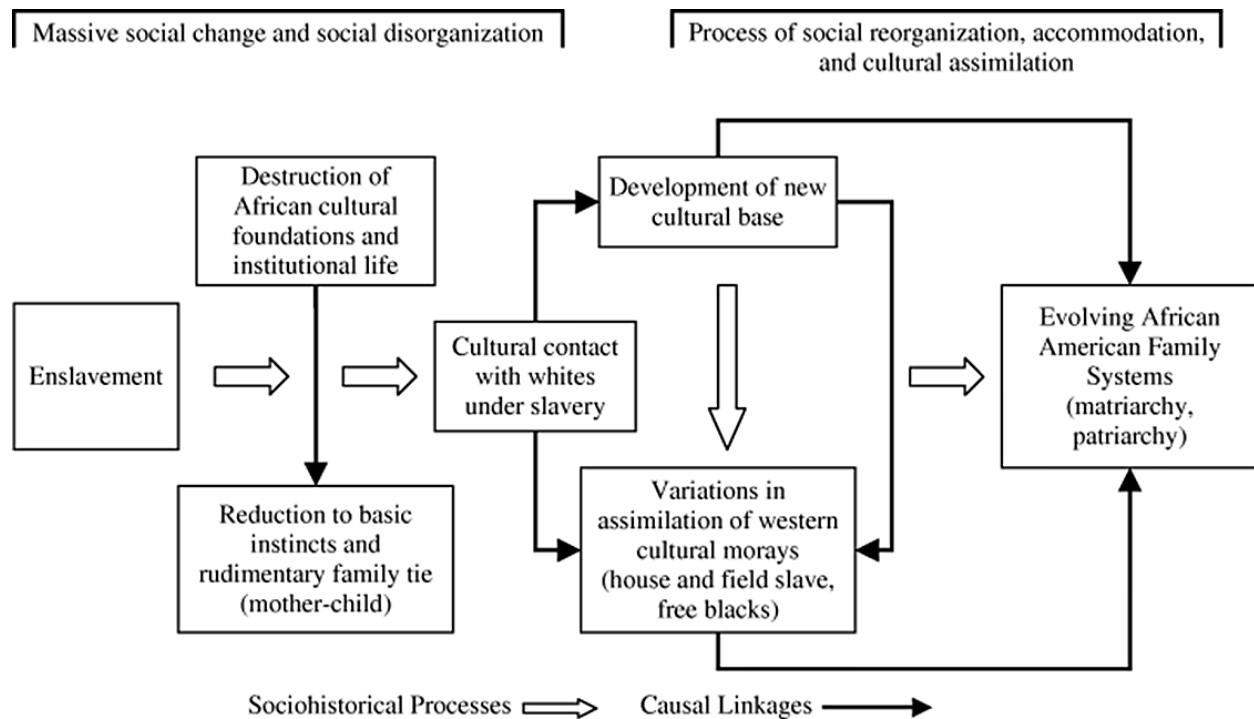 Massive social change and social disorganization
Process of social reorganization, accommodation,
and cultural assimilation
Destruction of
African cultural
foundations and
institutional life
Development of new
cultural base
Enslavement
Cultural contact
with whites
under slavery
Evolving African
American Family
Systems
(matriarchy,
patriarchy)
Reduction to basic
instincts and
rudimentary family tie
(mother-child)
Variations in
assimilation of western
cultural morays
(house and field slave,
free blacks)
Sociohistorical Processes
Causal Linkages